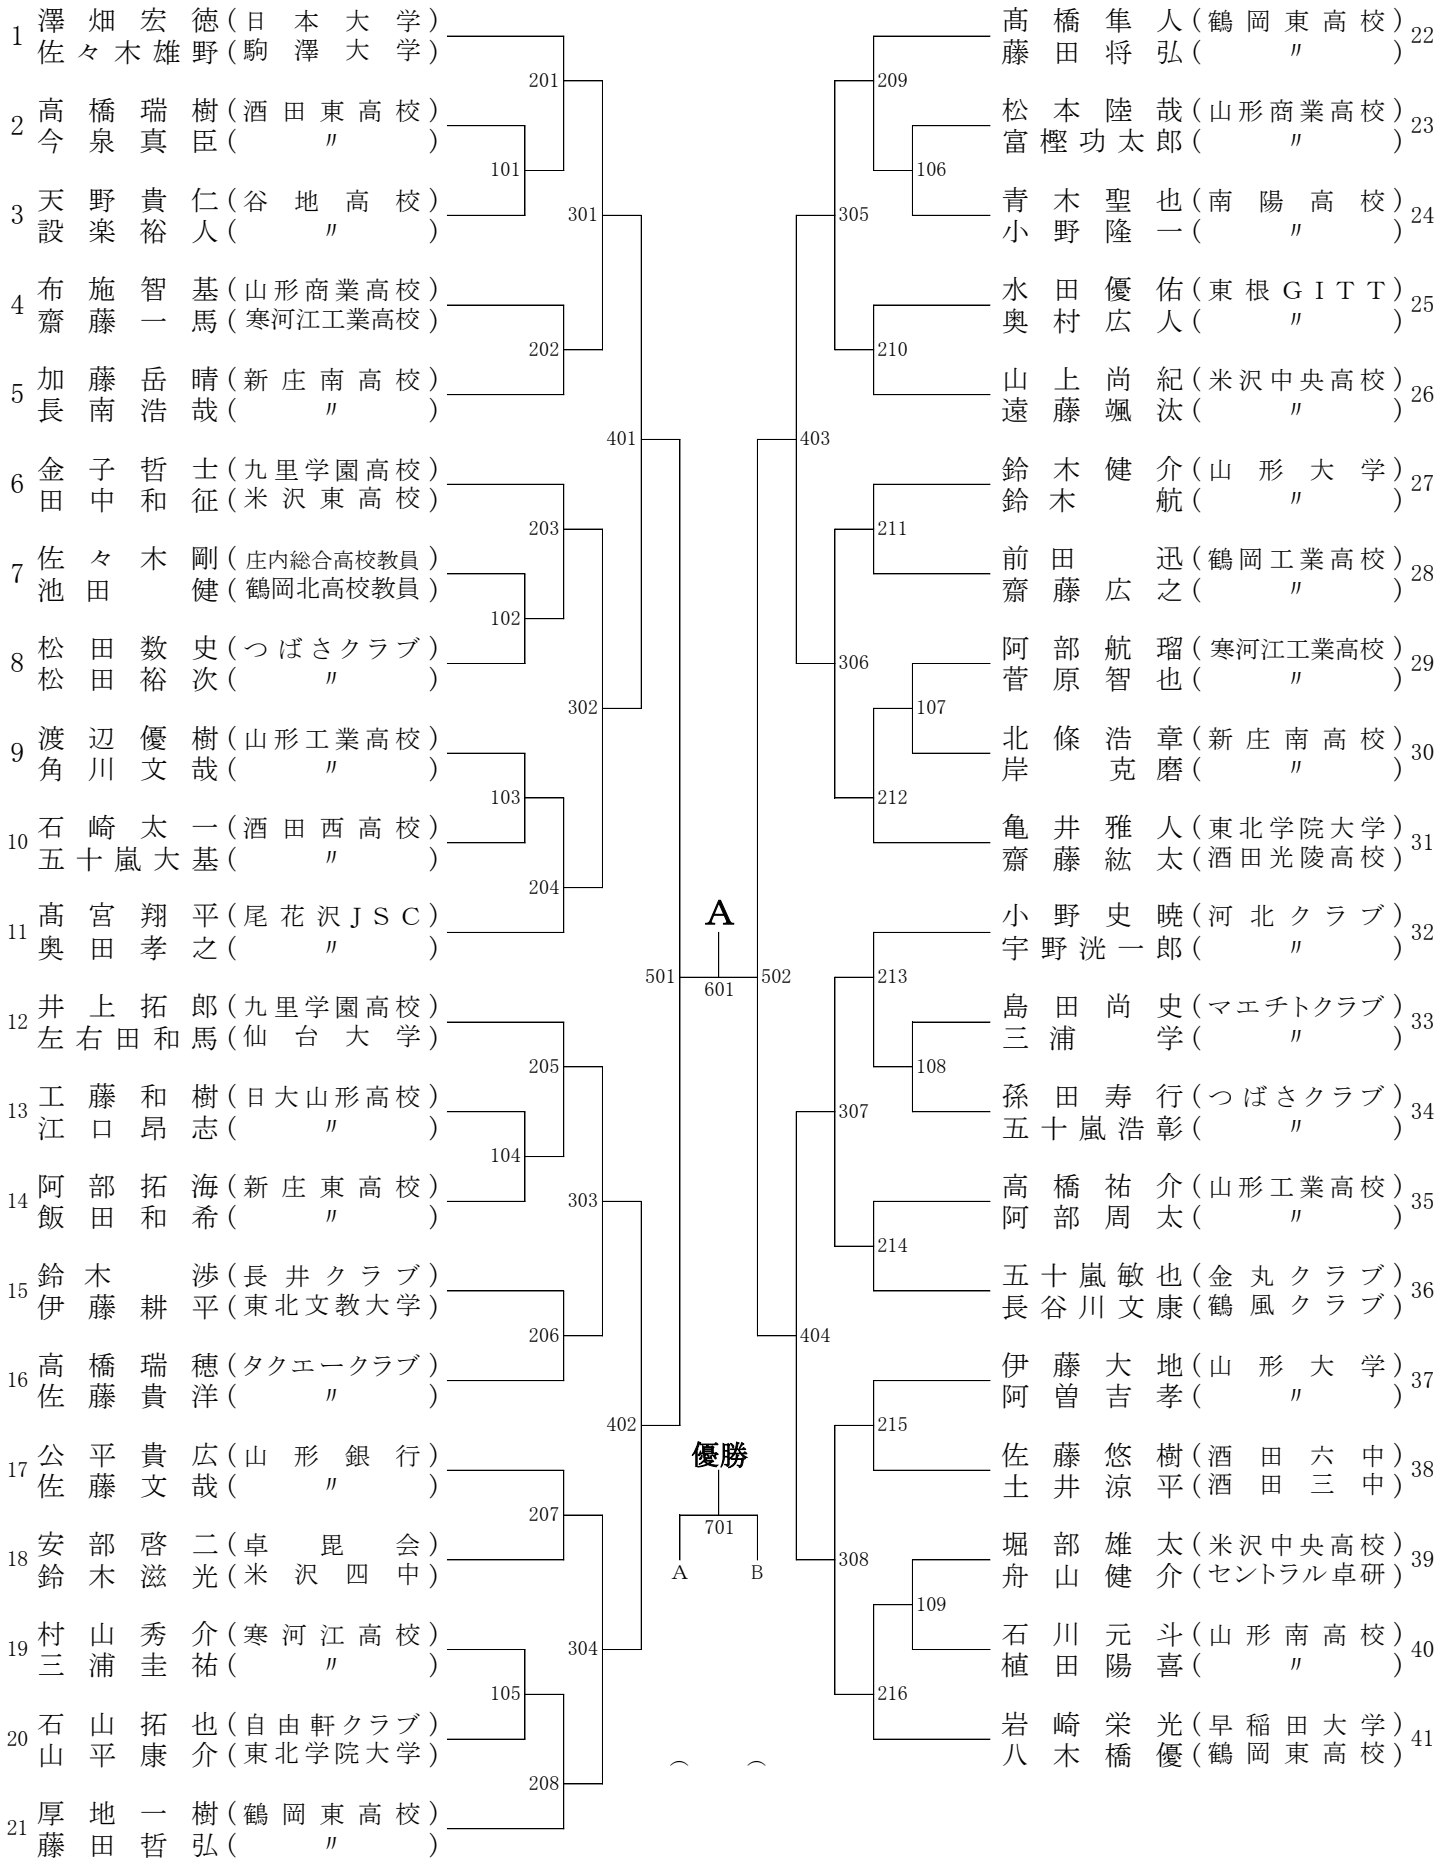 1 澤畑宏徳(日本大学)
佐々木雄野(駒澤大学)
201
2 高橋瑞樹(酒田東高校)
今泉真臣(〃)
101
3 天野貴仁(谷地高校)
設楽裕人(〃)
301
4 布施智基(山形商業高校)
齋藤一馬(寒河江工業高校)
202
5 加藤岳晴(新庄南高校)
長南浩哉(〃)
401
6 金子哲士(九里学園高校)
田中和征(米沢東高校)
203
7 佐々木剛(庄内総合高校教員)
池田健(鶴岡北高校教員)
102
8 松田数史(つばさクラブ)
松田裕次(〃)
302
9 渡辺優樹(山形工業高校)
角川文哉(〃)
103
10 石崎太一(酒田西高校)
五十嵐大基(〃)
204
11 髙宮翔平(尾花沢JSC)
奥田孝之(〃)
501
12 井上拓郎(九里学園高校)
左右田和馬(仙台大学)
205
13 工藤和樹(日大山形高校)
江口昂志(〃)
104
14 阿部拓海(新庄東高校)
飯田和希(〃)
303
15 鈴木渉(長井クラブ)
伊藤耕平(東北文教大学)
206
16 高橋瑞穂(タクエークラブ)
佐藤貴洋(〃)
402
17 公平貴広(山形銀行)
佐藤文哉(〃)
207
18 安部啓二(卓毘会)
鈴木滋光(米沢四中)
19 村山秀介(寒河江高校)
三浦圭祐(〃)
304
105
20 石山拓也(自由軒クラブ)
山平康介(東北学院大学)
208
21 厚地一樹(鶴岡東高校)
藤田哲弘(〃)
A
601
優勝
701
A B
︵ ︵
髙橋隼人(鶴岡東高校) 22
藤田将弘(〃)
209
松本陸哉(山形商業高校) 23
富樫功太郎(〃)
106
青木聖也(南陽高校) 24
小野隆一(〃)
305
水田優佑(東根GITT) 25
奥村広人(〃)
210
山上尚紀(米沢中央高校) 26
遠藤颯汰(〃)
403
鈴木健介(山形大学) 27
鈴木航(〃)
211
前田迅(鶴岡工業高校) 28
齋藤広之(〃)
306
阿部航瑠(寒河江工業高校) 29
菅原智也(〃)
107
北條浩章(新庄南高校) 30
岸克磨(〃)
212
亀井雅人(東北学院大学) 31
齋藤紘太(酒田光陵高校)
502
小野史暁(河北クラブ) 32
宇野洸一郎(〃)
213
島田尚史(マエチトクラブ) 33
三浦学(〃)
108
孫田寿行(つばさクラブ) 34
五十嵐浩彰(〃)
307
高橋祐介(山形工業高校) 35
阿部周太(〃)
214
五十嵐敏也(金丸クラブ) 36
長谷川文康(鶴風クラブ)
404
伊藤大地(山形大学) 37
阿曽吉孝(〃)
215
佐藤悠樹(酒田六中) 38
土井涼平(酒田三中)
308
堀部雄太(米沢中央高校) 39
舟山健介(セントラル卓研)
109
石川元斗(山形南高校) 40
植田陽喜(〃)
216
岩崎栄光(早稲田大学) 41
八木橋優(鶴岡東高校)